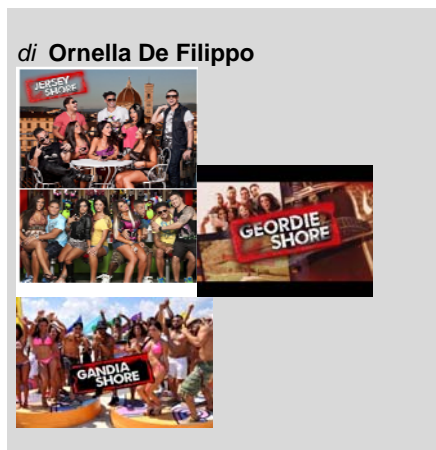 di Ornella De Filippo
JERSEY
SHORE
GEORDIE
SHORE
GANDIA
SHORE